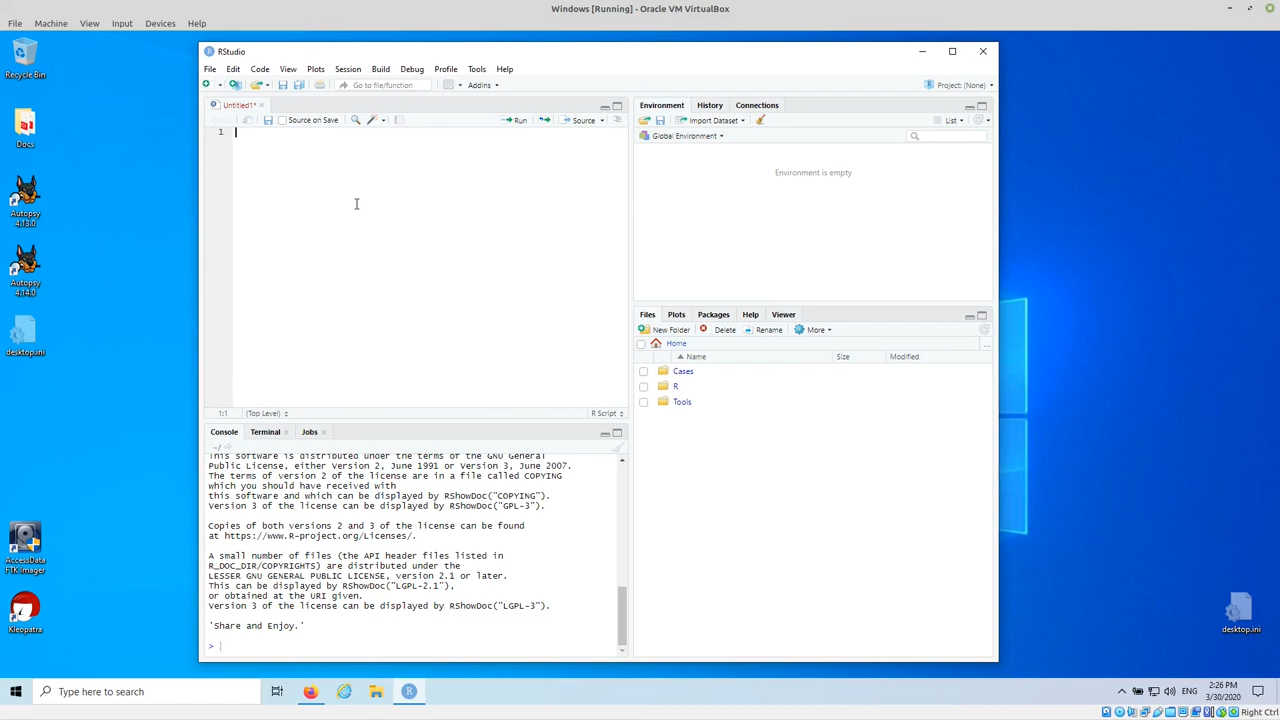 Windows [Running] - Oracle VM VirtualBox
File Machine View Input Devices Help
Recycle Bin
Docs
Autopsy 4.13.0
Autopsy 4.14.0
desktop.ini
AccessData FTK Imager
Kleopatra
RStudio
File Edit Code View Plots Session Build Debug Profile Tools Help
Go to file/function Addins Project: (None)
Untitled1*
Source on Save Run Source
1
1:1 (Top Level) R Script
Console Terminal Jobs
~/
This software is distributed under the terms of the GNU General
Public License, either Version 2, June 1991 or Version 3, June 2007.
The terms of version 2 of the license are in a file called COPYING
which you should have received with
this software and which can be displayed by RShowDoc("COPYING").
Version 3 of the license can be displayed by RShowDoc("GPL-3").
Copies of both versions 2 and 3 of the license can be found
at https://www.R-project.org/Licenses/.
A small number of files (the API header files listed in
R_DOC_DIR/COPYRIGHTS) are distributed under the
LESSER GNU GENERAL PUBLIC LICENSE, version 2.1 or later.
This can be displayed by RShowDoc("LGPL-2.1"),
or obtained at the URI given.
Version 3 of the license can be displayed by RShowDoc("LGPL-3").
'Share and Enjoy.'
>
Environment History Connections
Import Dataset List
Global Environment
Environment is empty
Files Plots Packages Help Viewer
New Folder Delete Rename More
Home ...
Name Size Modified
Cases
R
Tools
desktop.ini
Type here to search
ENG
2:26 PM
3/30/2020
Right Ctrl